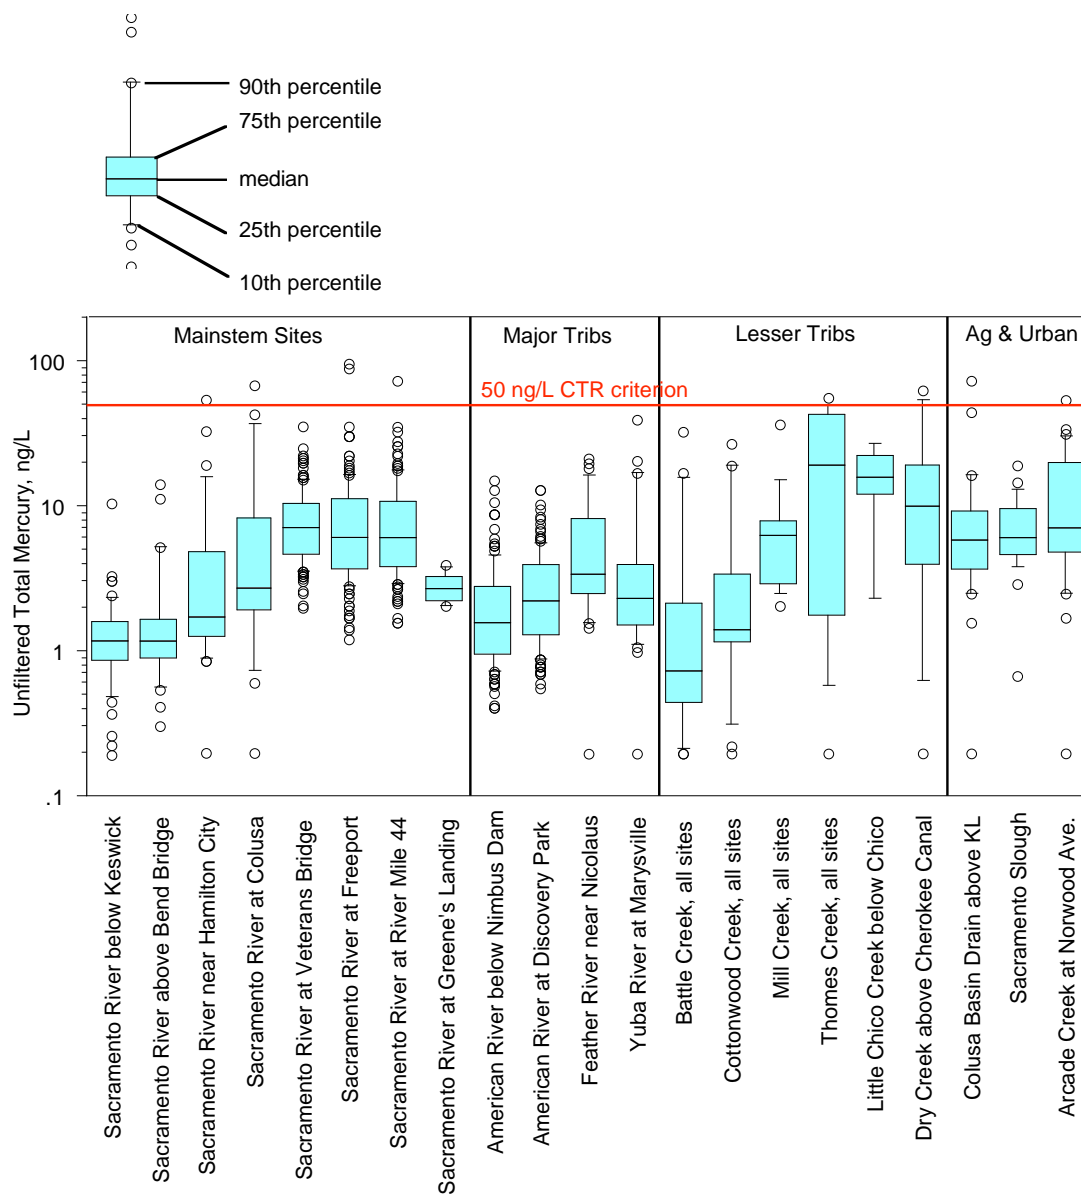 90th percentile
75th percentile
median
25th percentile
10th percentile
Mainstem Sites
Major Tribs
Lesser Tribs
Ag & Urban
50 ng/L CTR criterion
Unfiltered Total Mercury, ng/L
100
10
1
.1
Sacramento River below Keswick
Sacramento River above Bend Bridge
Sacramento River near Hamilton City
Sacramento River at Colusa
Sacramento River at Veterans Bridge
Sacramento River at Freeport
Sacramento River at River Mile 44
Sacramento River at Greene's Landing
American River below Nimbus Dam
American River at Discovery Park
Feather River near Nicolaus
Yuba River at Marysville
Battle Creek, all sites
Cottonwood Creek, all sites
Mill Creek, all sites
Thomes Creek, all sites
Little Chico Creek below Chico
Dry Creek above Cherokee Canal
Colusa Basin Drain above KL
Sacramento Slough
Arcade Creek at Norwood Ave.